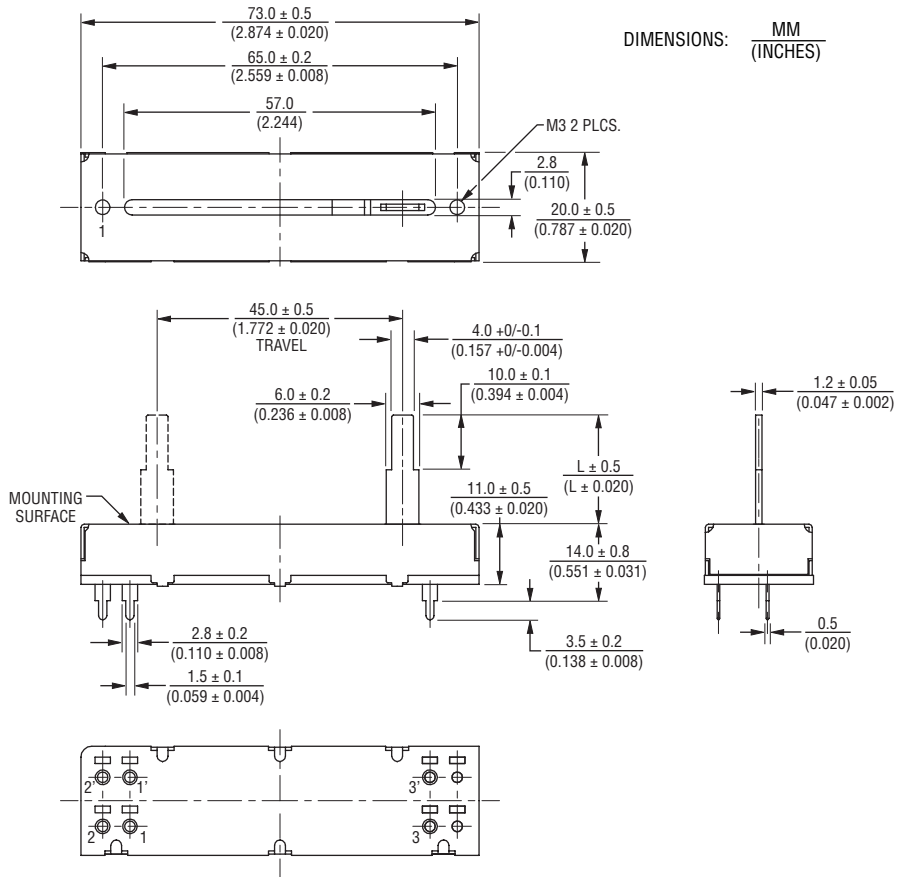 73.0 ± 0.5
(2.874 ± 0.020)
DIMENSIONS: MM
(INCHES)
65.0 ± 0.2
(2.559 ± 0.008)
57.0
(2.244)
M3 2 PLCS.
2.8
(0.110)
20.0 ± 0.5
(0.787 ± 0.020)
1
45.0 ± 0.5
(1.772 ± 0.020)
TRAVEL
4.0 +0/-0.1
(0.157 +0/-0.004)
10.0 ± 0.1
(0.394 ± 0.004)
6.0 ± 0.2
(0.236 ± 0.008)
1.2 ± 0.05
(0.047 ± 0.002)
L ± 0.5
(L ± 0.020)
11.0 ± 0.5
(0.433 ± 0.020)
MOUNTING
SURFACE
14.0 ± 0.8
(0.551 ± 0.031)
2.8 ± 0.2
(0.110 ± 0.008)
3.5 ± 0.2
(0.138 ± 0.008)
0.5
(0.020)
1.5 ± 0.1
(0.059 ± 0.004)
2' 1' 3'
2 1 3